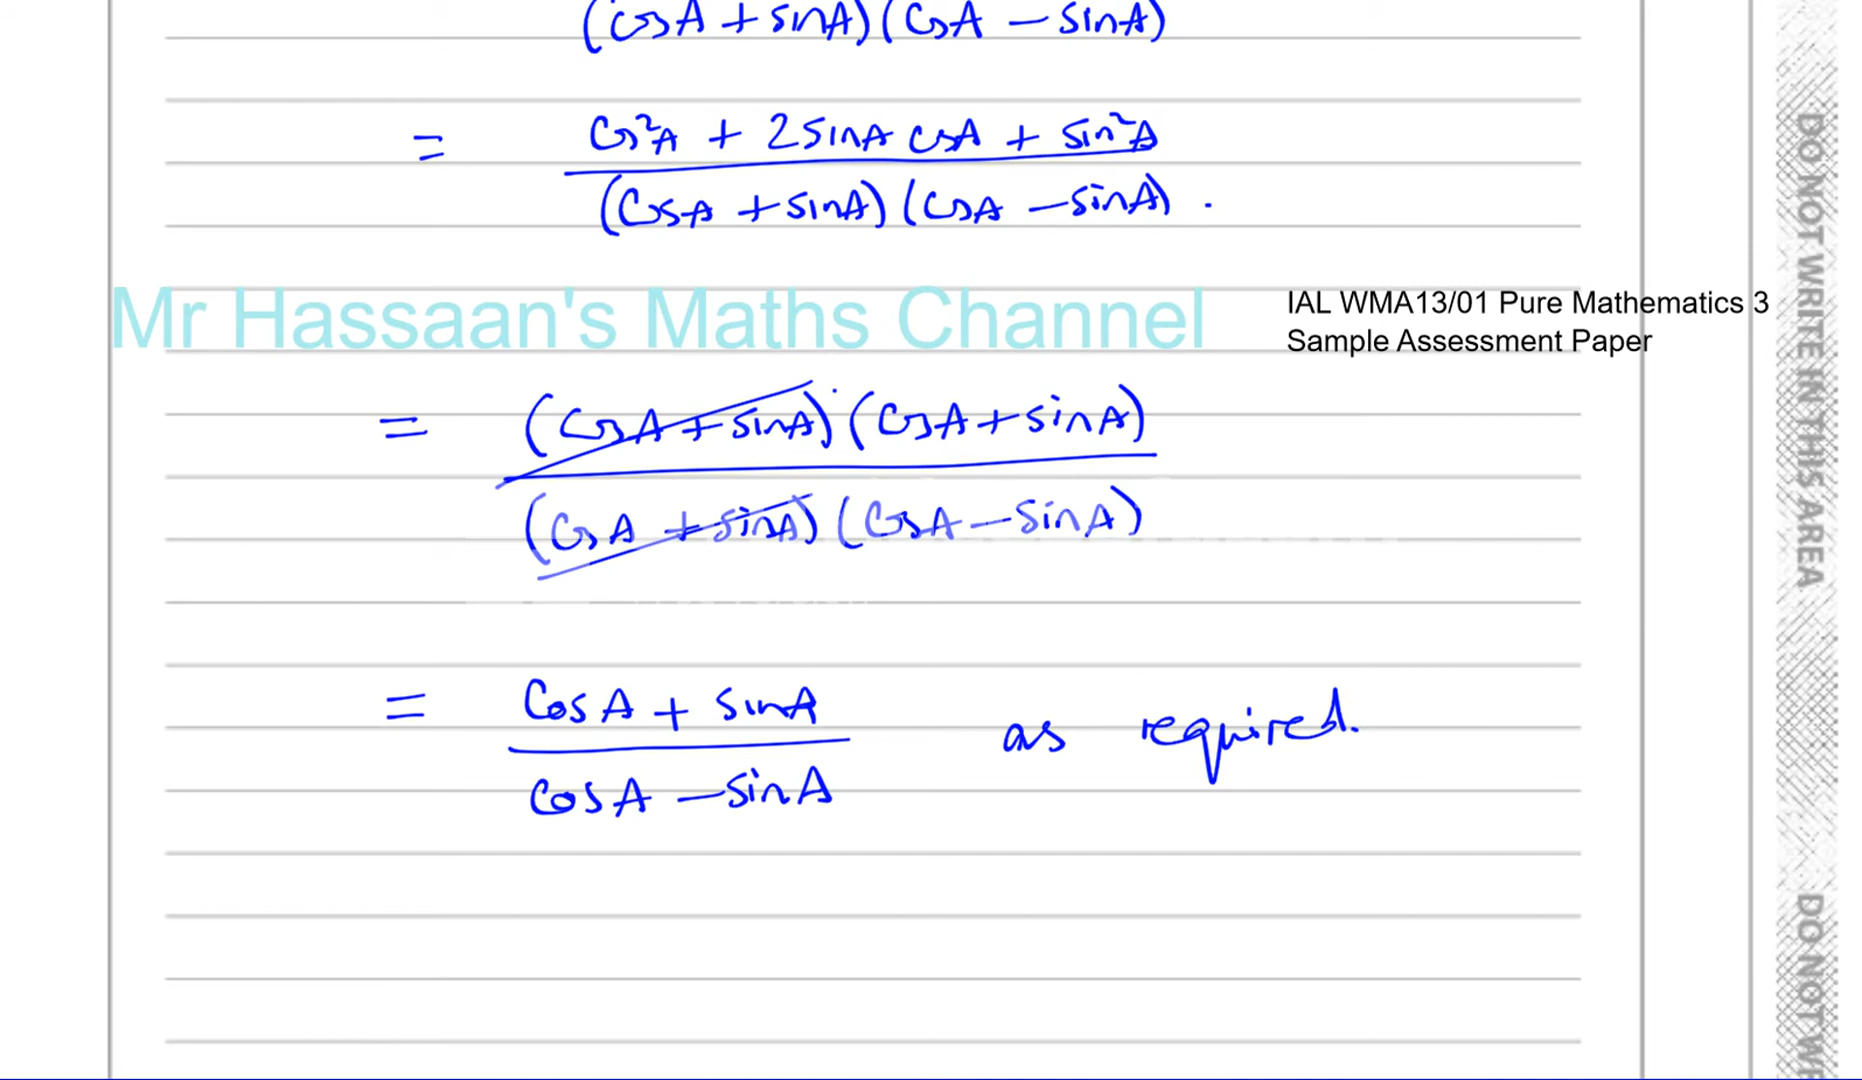 (cosA + sinA)(cosA − sinA)
= cos²A + 2sinA cosA + sin²A
(cosA + sinA)(cosA − sinA).
Mr Hassaan's Maths Channel
IAL WMA13/01 Pure Mathematics 3
Sample Assessment Paper
= (cosA + sinA)(cosA + sinA)
(cosA + sinA)(cosA − sinA)
= cosA + sinA as required.
cosA − sinA
DO NOT WRITE IN THIS AREA
DO NOT WR